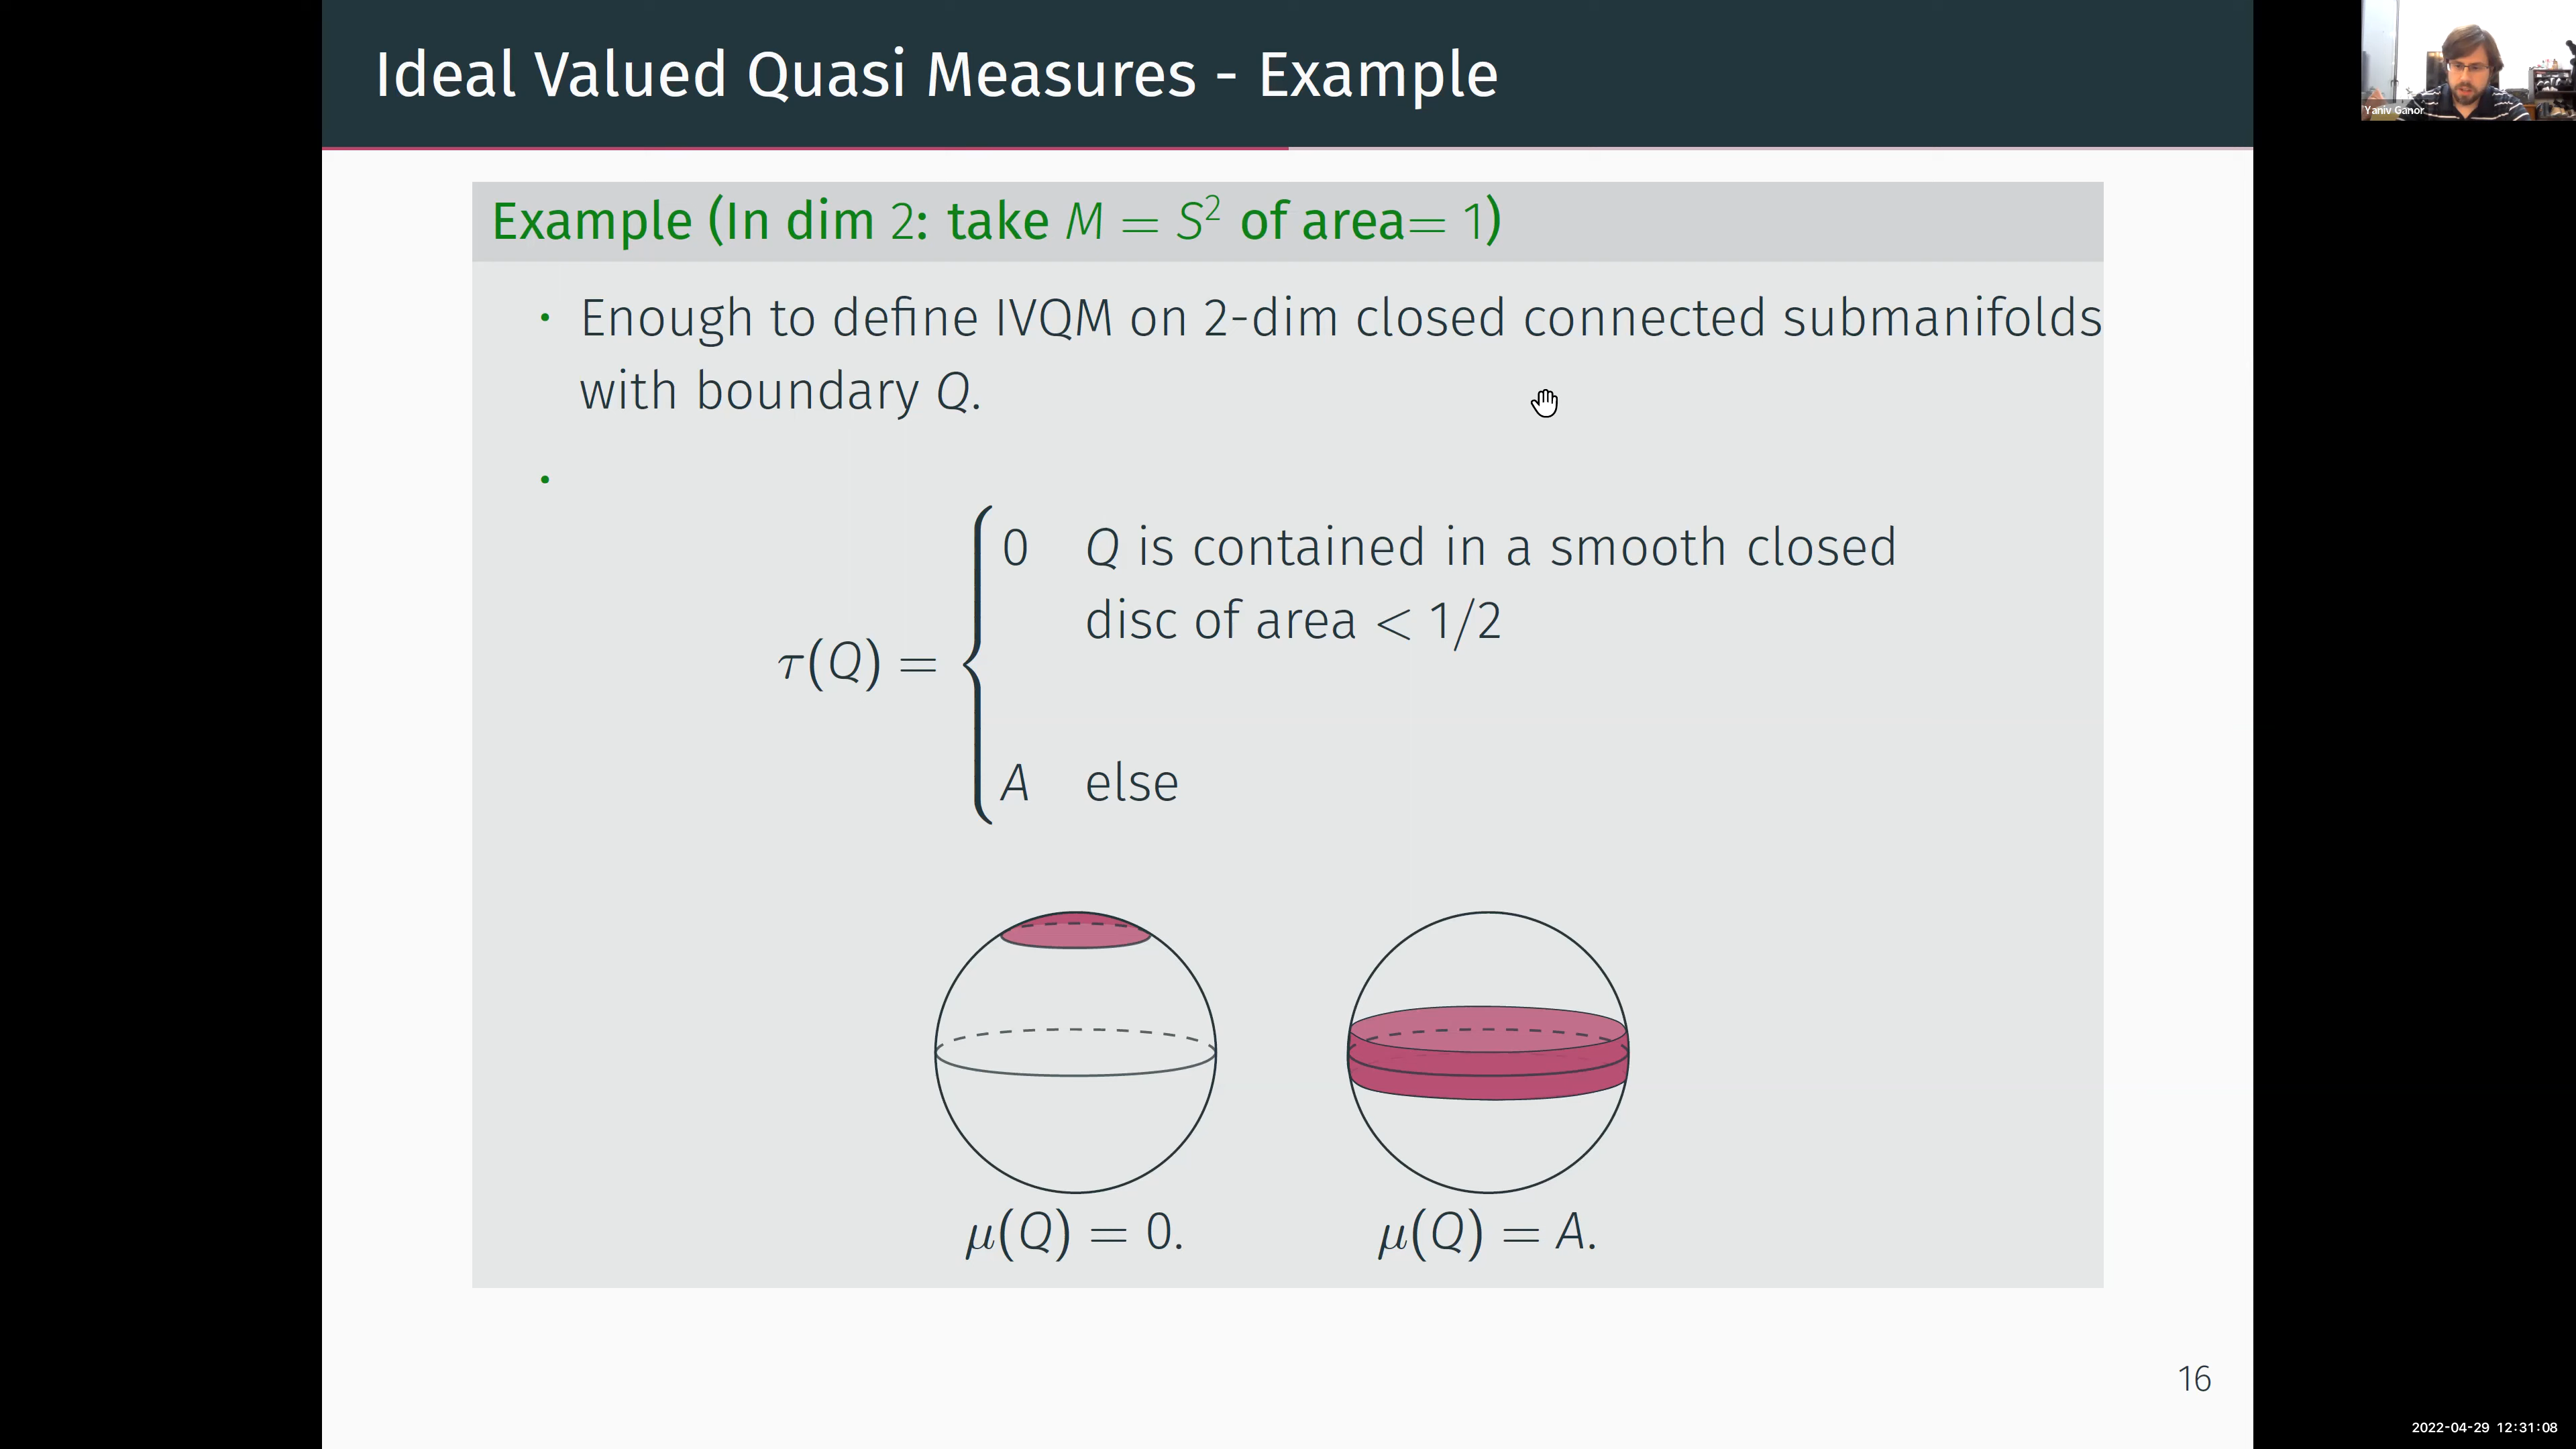 Ideal Valued Quasi Measures - Example
Yaniv Ganor
Example (In dim 2: take M = S² of area= 1)
• Enough to define IVQM on 2-dim closed connected submanifolds
with boundary Q.
•
τ(Q) = { 0 Q is contained in a smooth closed
disc of area < 1/2
A else
μ(Q) = 0. μ(Q) = A.
16
2022-04-29 12:31:08